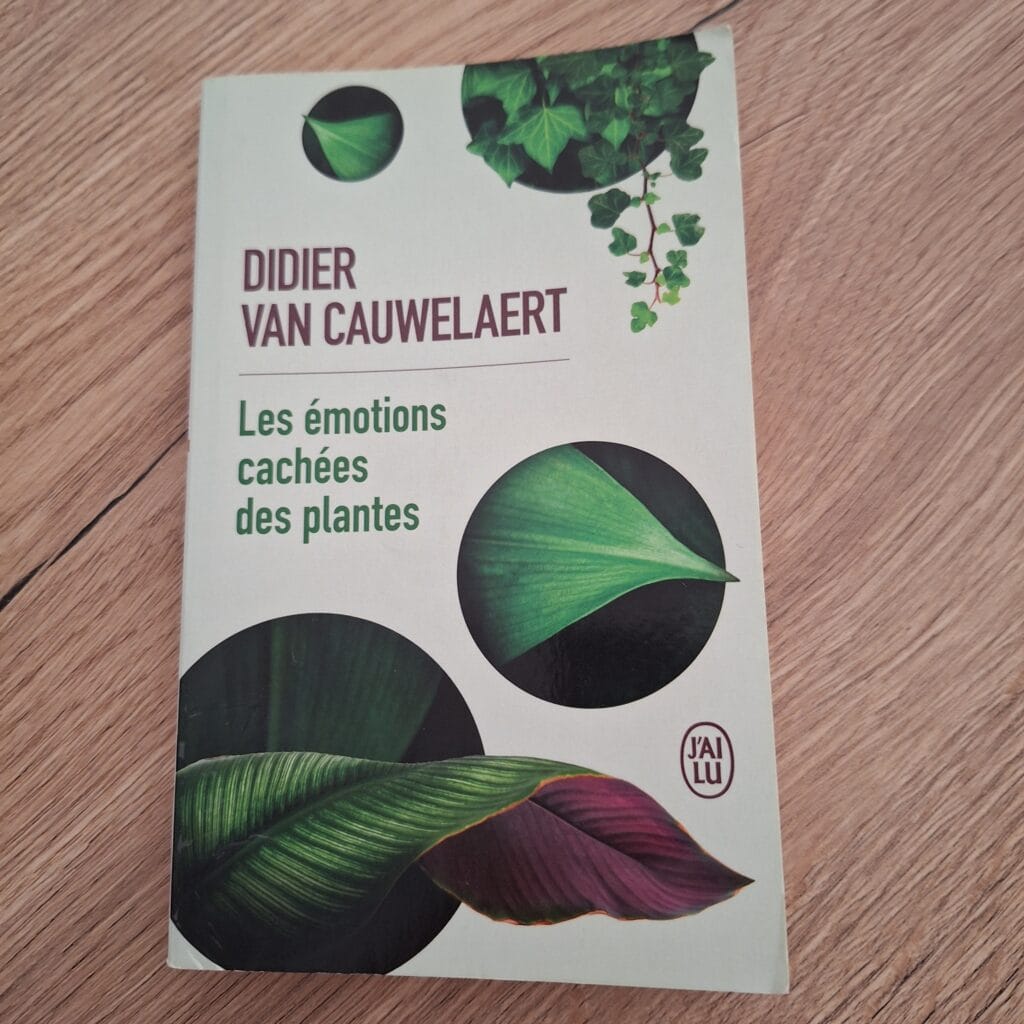 DIDIER
VAN CAUWELAERT
Les émotions
cachées
des plantes
J'AI
LU